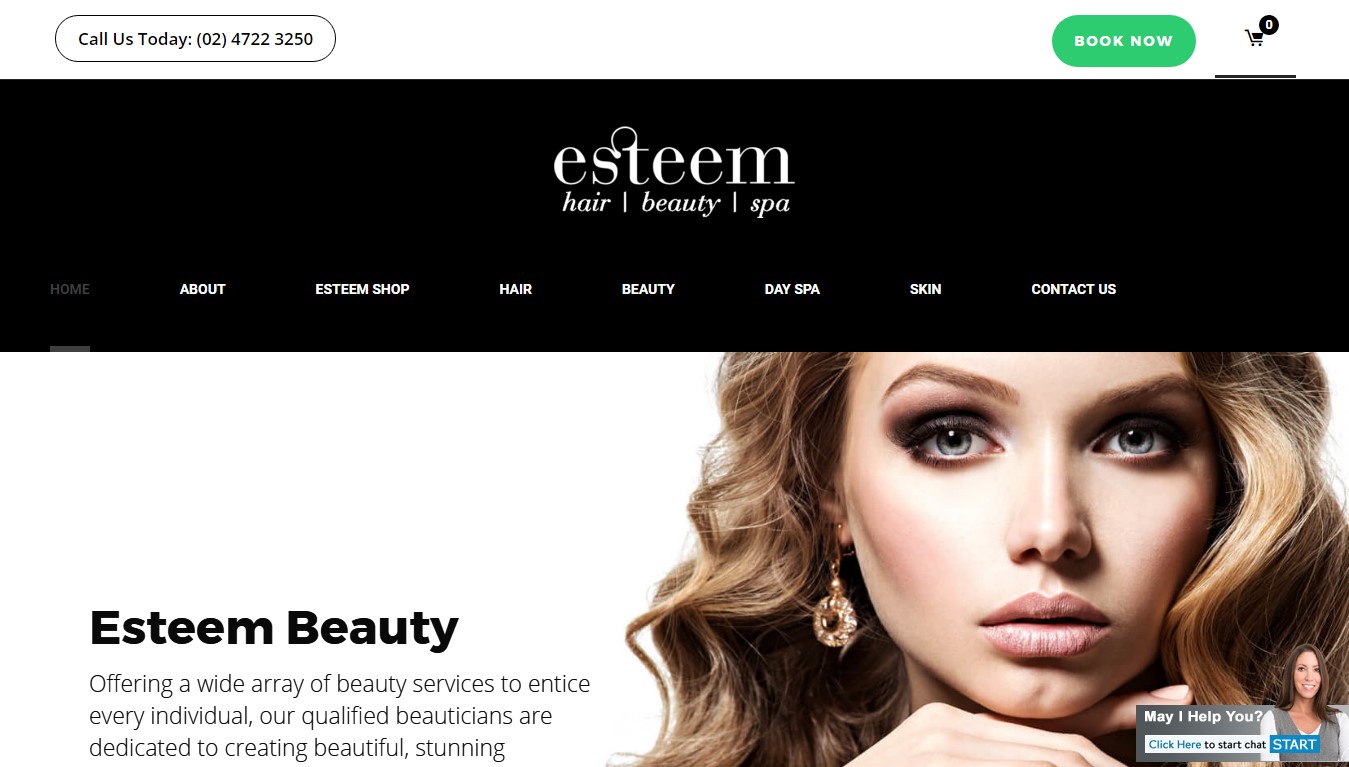 Call Us Today: (02) 4722 3250
BOOK NOW
0
esteem
hair | beauty | spa
HOME
ABOUT
ESTEEM SHOP
HAIR
BEAUTY
DAY SPA
SKIN
CONTACT US
Esteem Beauty
Offering a wide array of beauty services to entice
every individual, our qualified beauticians are
dedicated to creating beautiful, stunning
May I Help You?
Click Here to start chat START